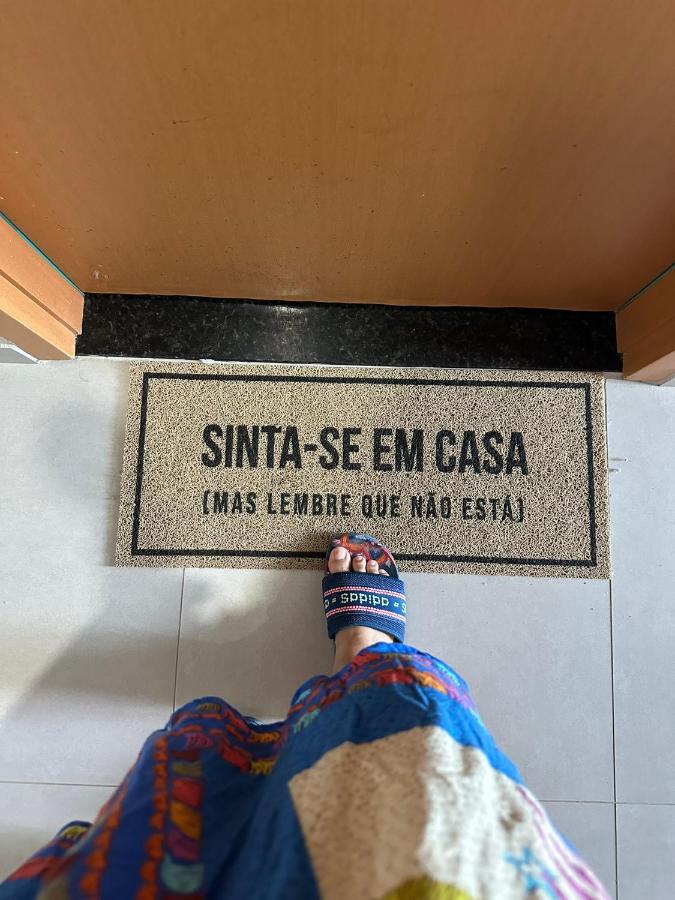 SINTA-SE EM CASA
(MAS LEMBRE QUE NÃO ESTÁ)
adidas